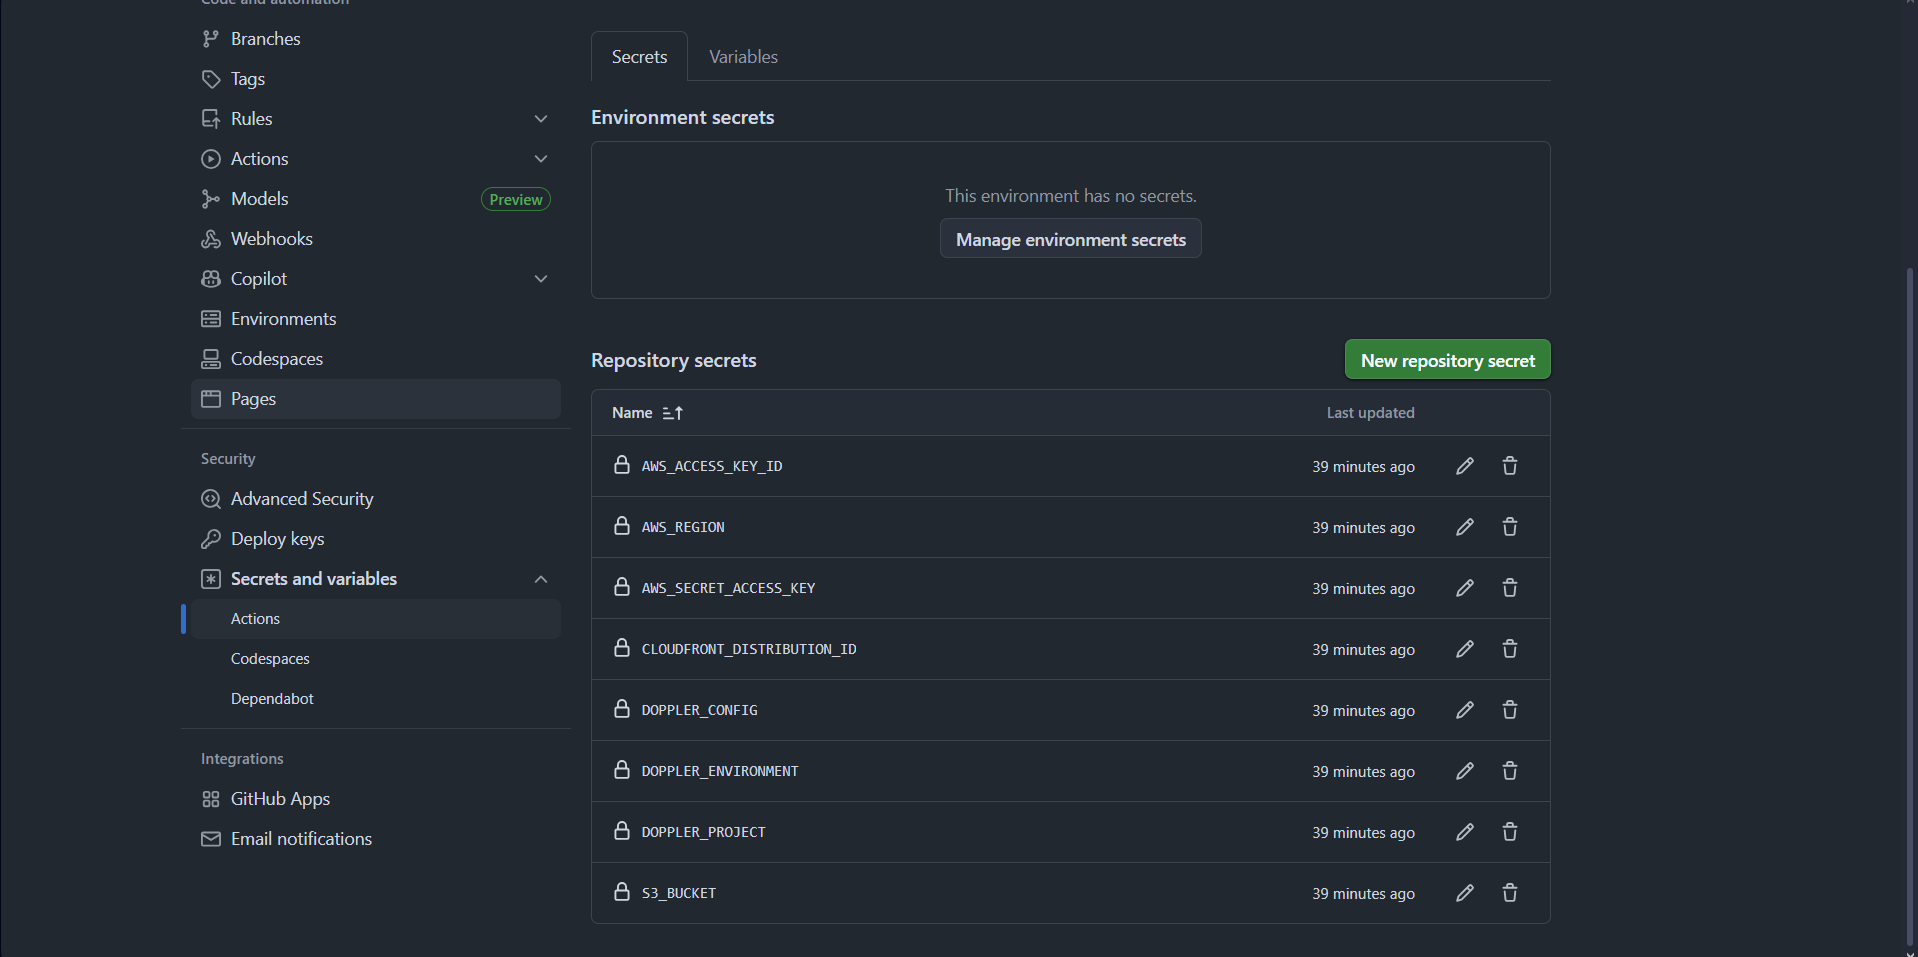 Code and automation
Branches
Tags
Rules
Actions
Models
Preview
Webhooks
Copilot
Environments
Codespaces
Pages
Security
Advanced Security
Deploy keys
Secrets and variables
Actions
Codespaces
Dependabot
Integrations
GitHub Apps
Email notifications
Secrets
Variables
Environment secrets
This environment has no secrets.
Manage environment secrets
Repository secrets
New repository secret
Name
Last updated
AWS_ACCESS_KEY_ID
39 minutes ago
AWS_REGION
39 minutes ago
AWS_SECRET_ACCESS_KEY
39 minutes ago
CLOUDFRONT_DISTRIBUTION_ID
39 minutes ago
DOPPLER_CONFIG
39 minutes ago
DOPPLER_ENVIRONMENT
39 minutes ago
DOPPLER_PROJECT
39 minutes ago
S3_BUCKET
39 minutes ago